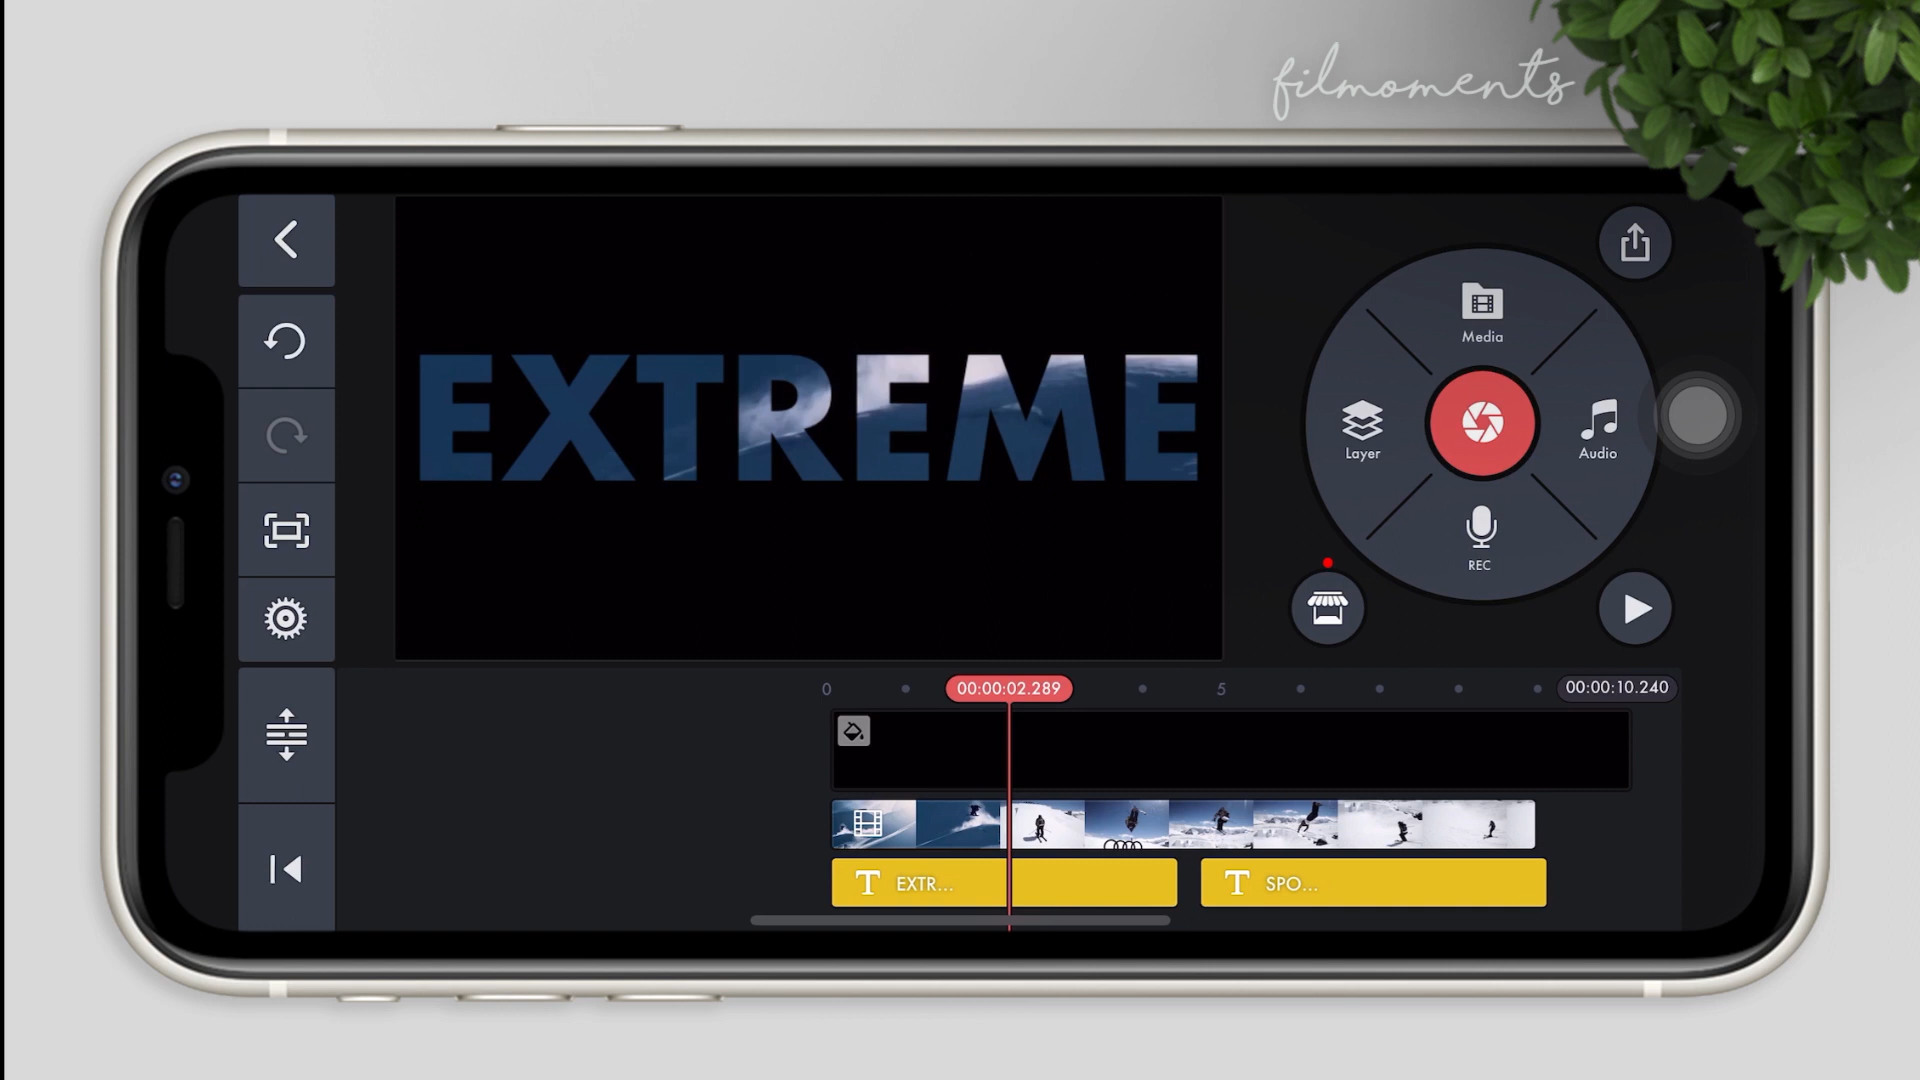 filmoments
EXTREME
Media
Layer
Audio
REC
0
00:00:02.289
5
00:00:10.240
T EXTR...
T SPO...